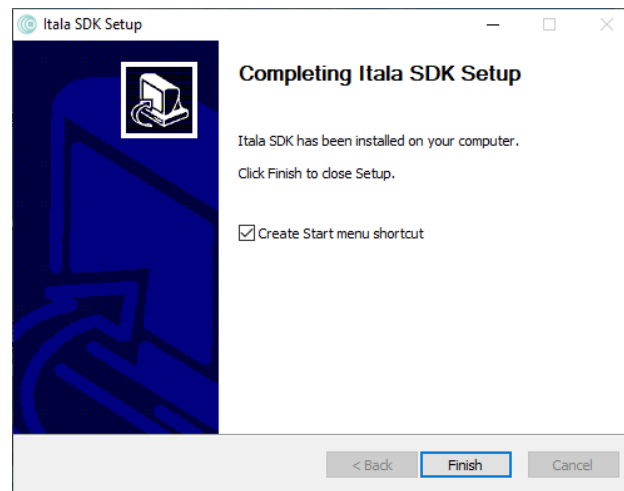 Itala SDK Setup
Completing Itala SDK Setup
Itala SDK has been installed on your computer.
Click Finish to close Setup.
Create Start menu shortcut
< Back
Finish
Cancel